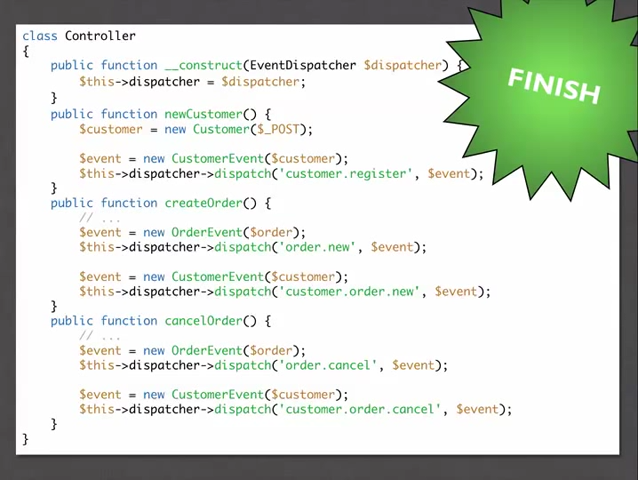 class Controller
{
public function __construct(EventDispatcher $dispatcher) {
$this->dispatcher = $dispatcher;
}
public function newCustomer() {
$customer = new Customer($_POST);
$event = new CustomerEvent($customer);
$this->dispatcher->dispatch('customer.register', $event);
}
public function createOrder() {
// ...
$event = new OrderEvent($order);
$this->dispatcher->dispatch('order.new', $event);
$event = new CustomerEvent($customer);
$this->dispatcher->dispatch('customer.order.new', $event);
}
public function cancelOrder() {
// ...
$event = new OrderEvent($order);
$this->dispatcher->dispatch('order.cancel', $event);
$event = new CustomerEvent($customer);
$this->dispatcher->dispatch('customer.order.cancel', $event);
}
}
FINISH